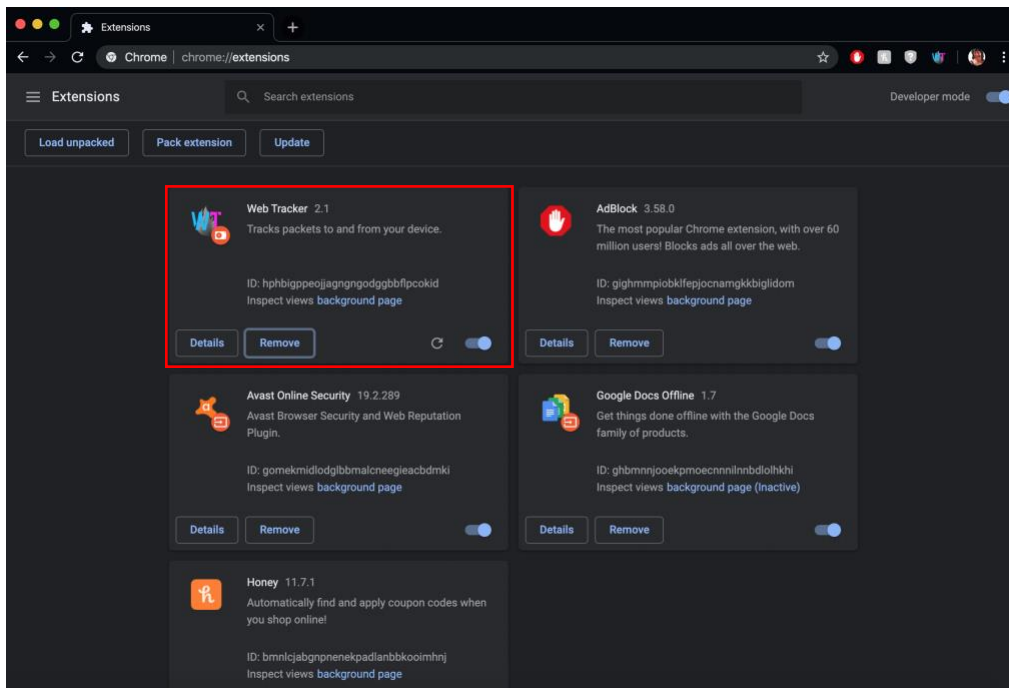 Extensions
Chrome | chrome://extensions
Extensions
Search extensions
Developer mode
Load unpacked
Pack extension
Update
Web Tracker 2.1
Tracks packets to and from your device.
ID: hphbigppeojjagngngodggbbflpcokid
Inspect views background page
Details
Remove
AdBlock 3.58.0
The most popular Chrome extension, with over 60
million users! Blocks ads all over the web.
ID: gighmmpiobklfepjocnamgkkbiglidom
Inspect views background page
Details
Remove
Avast Online Security 19.2.289
Avast Browser Security and Web Reputation
Plugin.
ID: gomekmidlodglbbmalcneegieacbdmki
Inspect views background page
Details
Remove
Google Docs Offline 1.7
Get things done offline with the Google Docs
family of products.
ID: ghbmnnjooekpmoecnnnilnnbdlolhkhi
Inspect views background page (Inactive)
Details
Remove
Honey 11.7.1
Automatically find and apply coupon codes when
you shop online!
ID: bmnlcjabgnpnenekpadlanbbkooimhnj
Inspect views background page